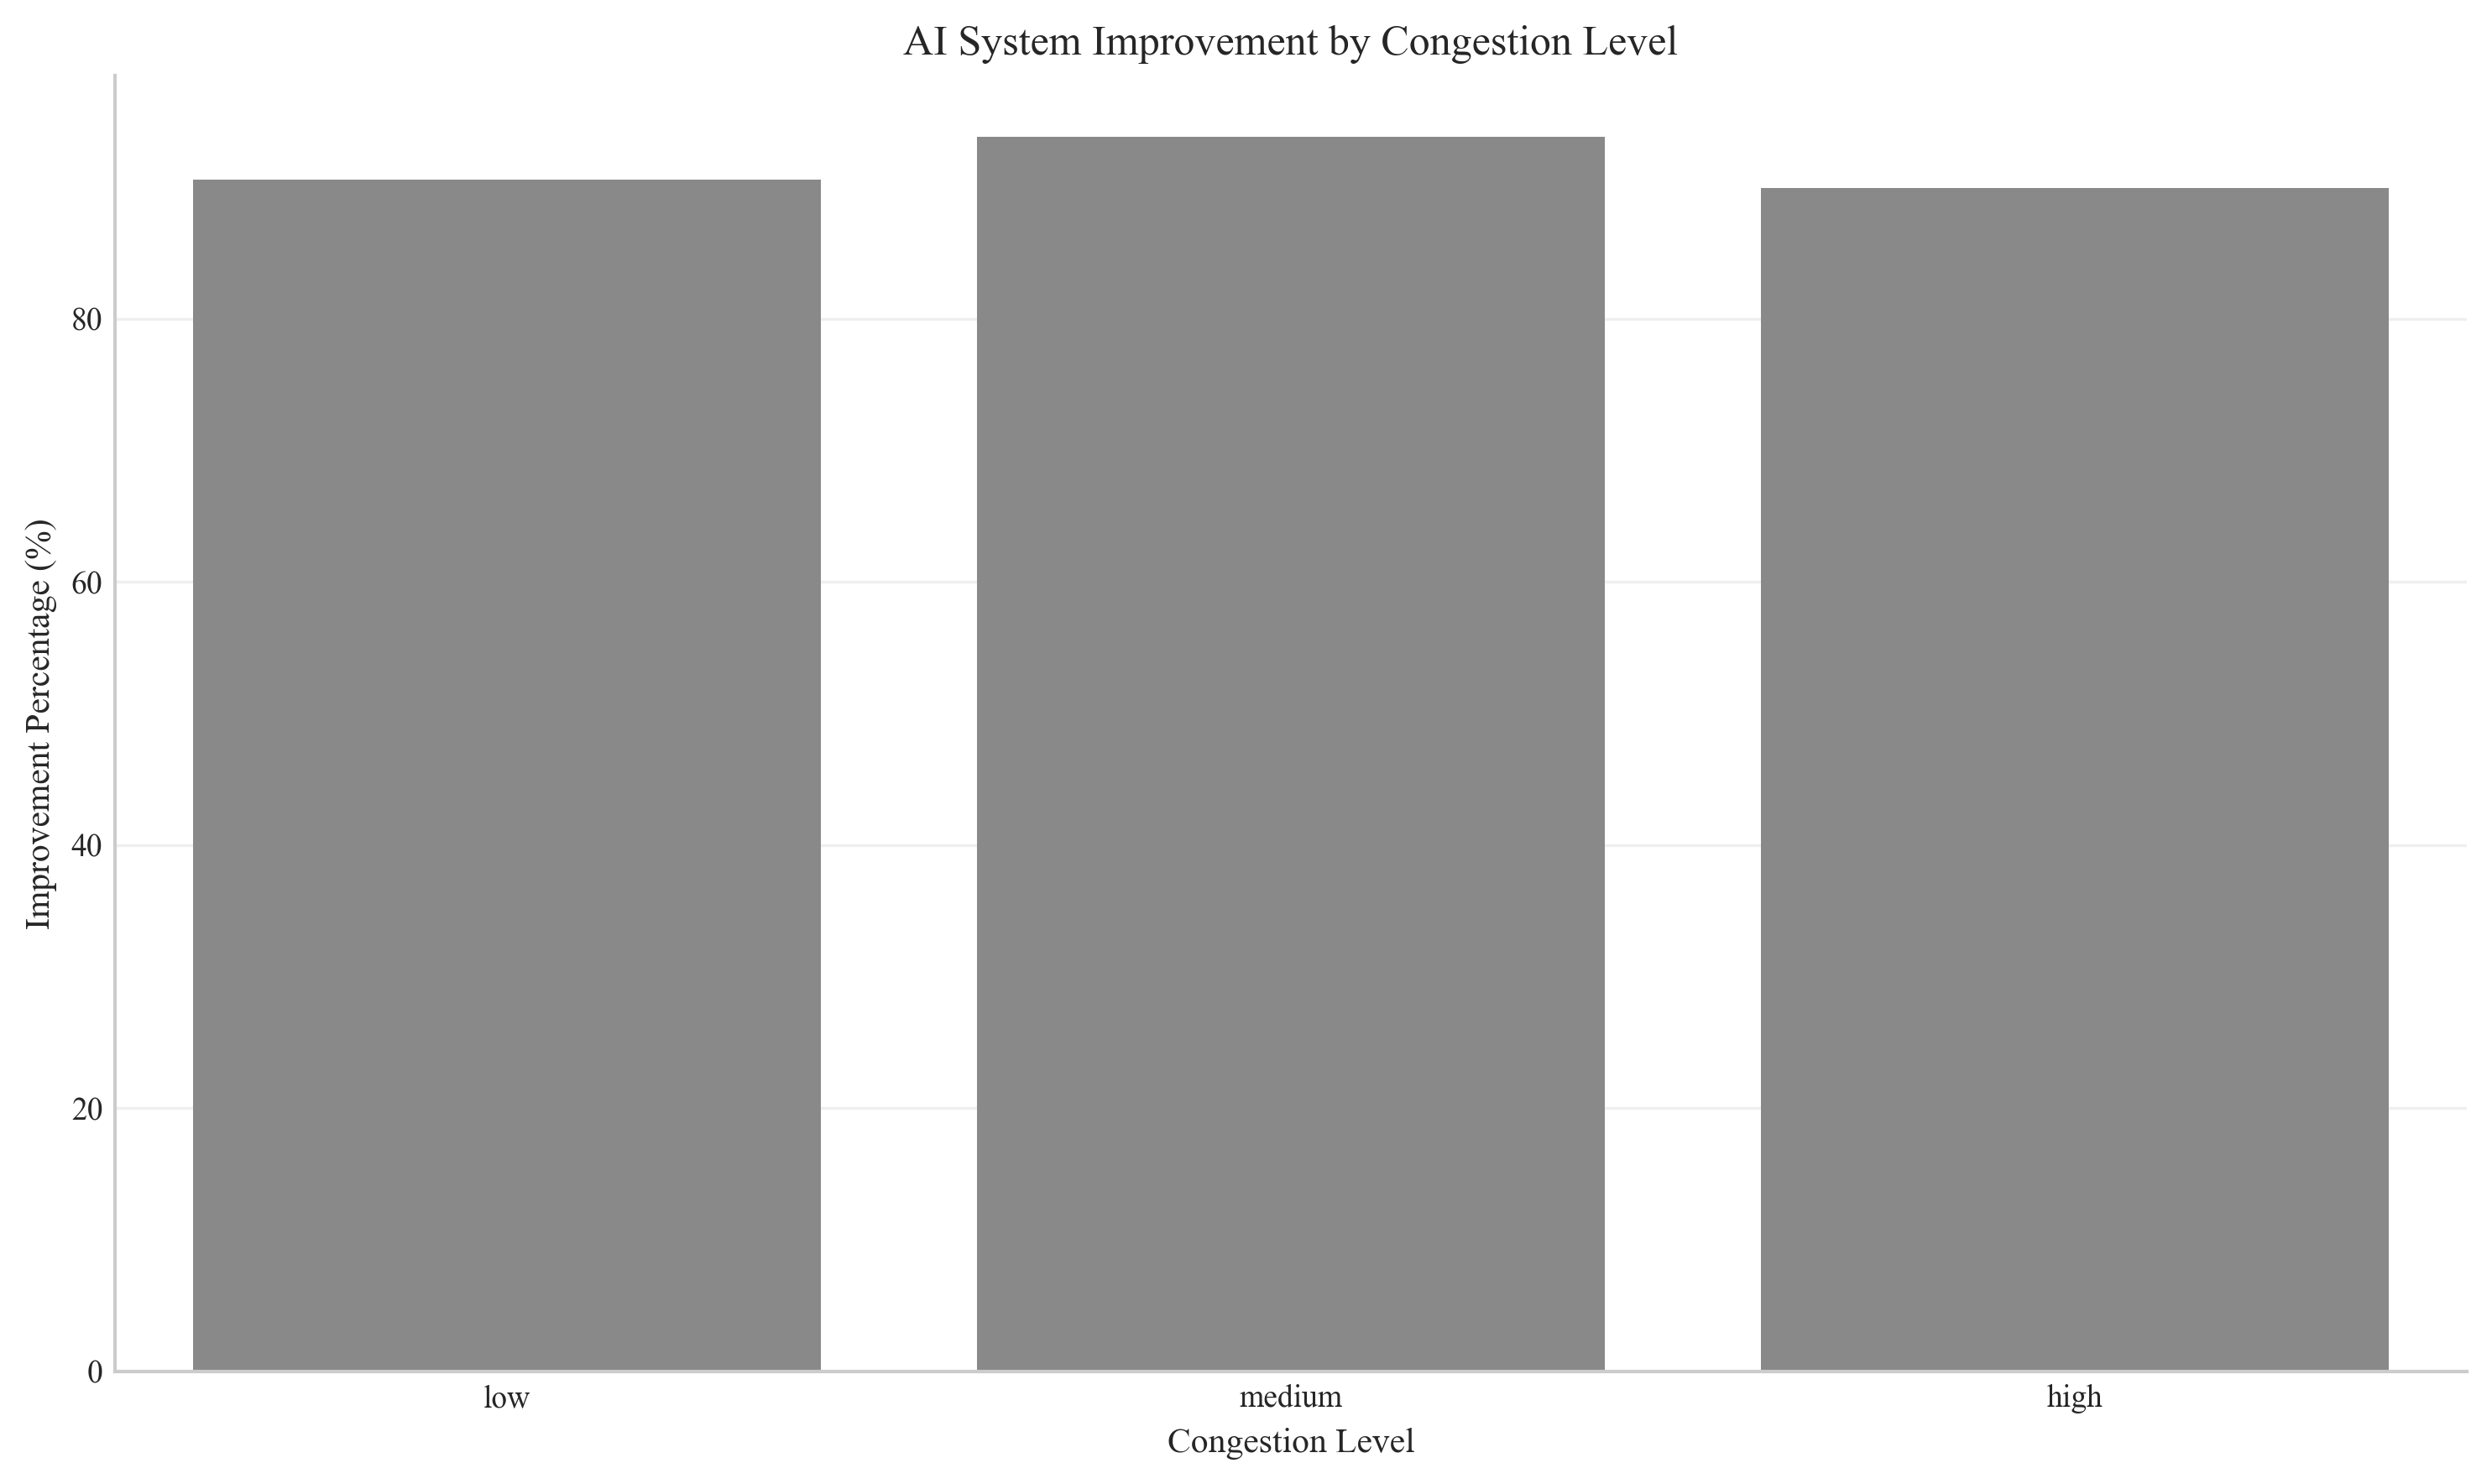 AI System Improvement by Congestion Level
Improvement Percentage (%)
80
60
40
20
0
low medium high
Congestion Level